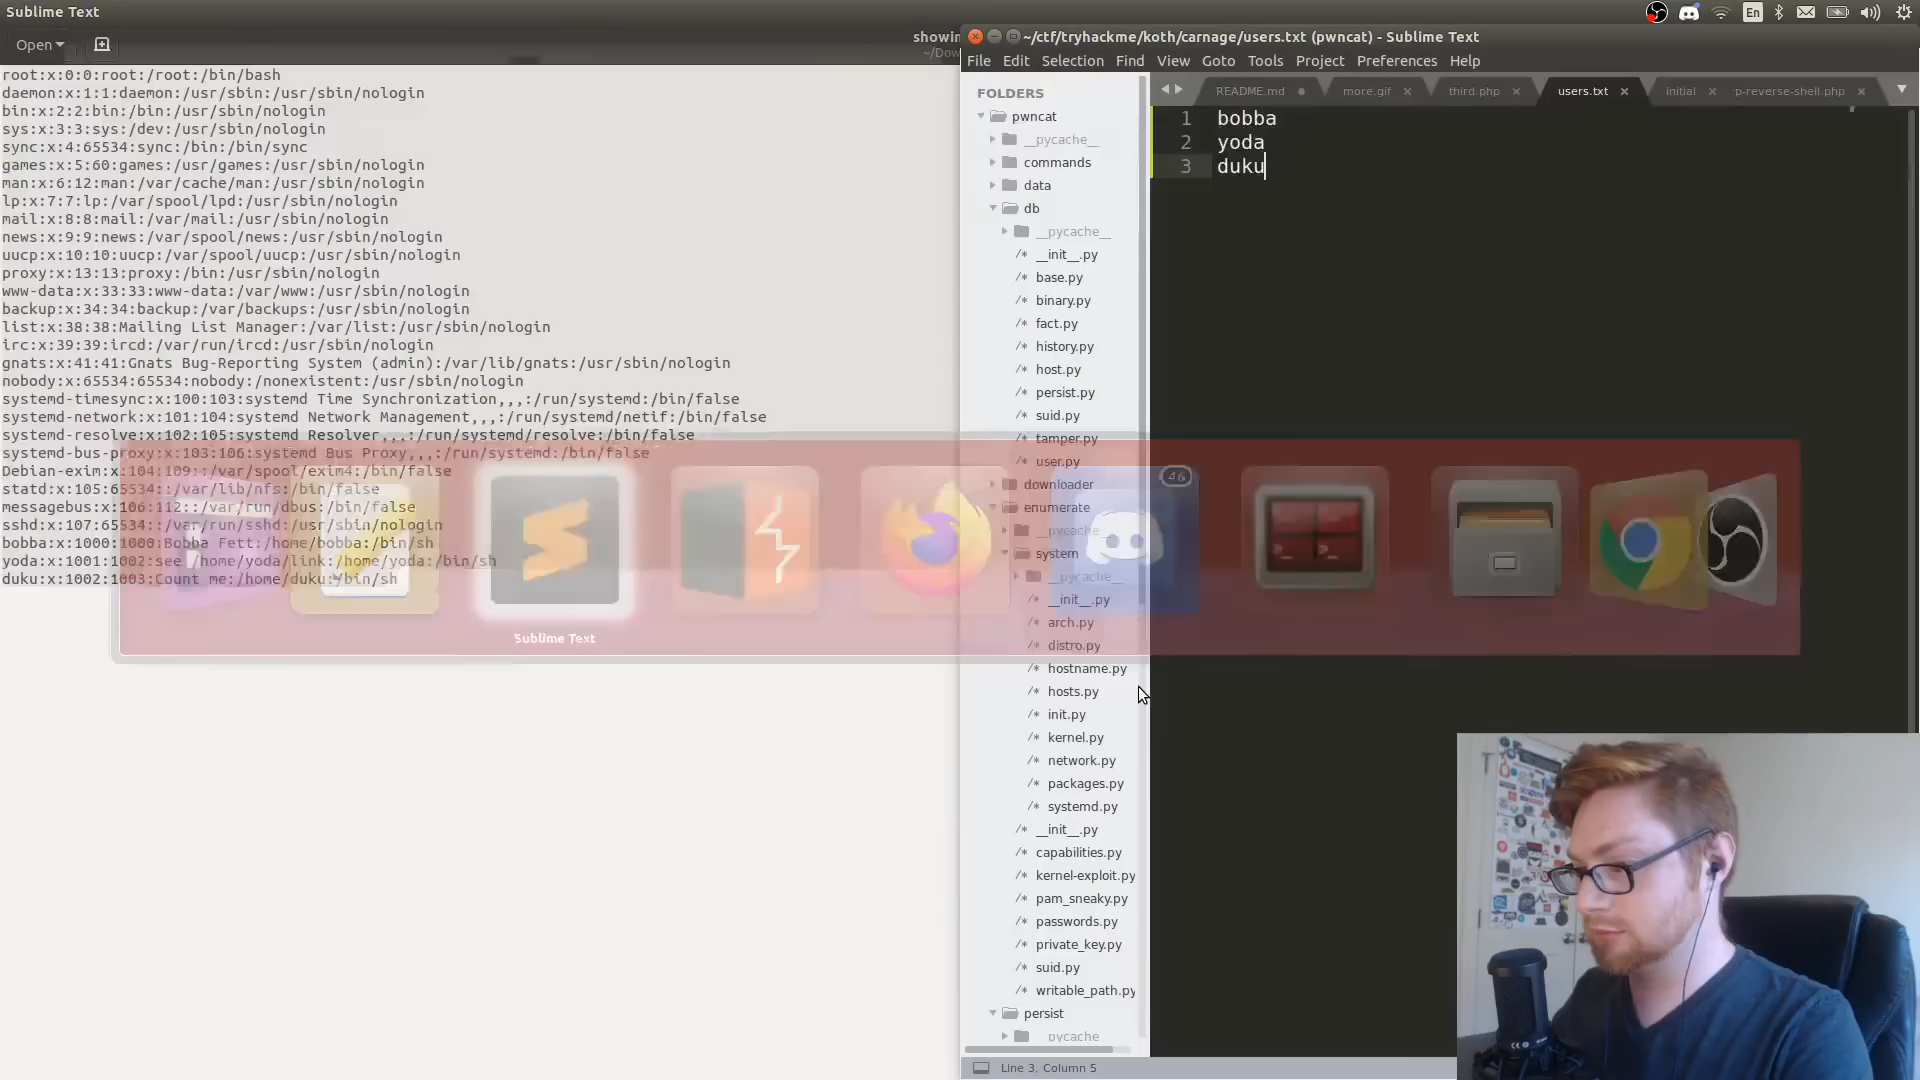 Sublime Text
En
Open
showin
~/Dow
root:x:0:0:root:/root:/bin/bash
daemon:x:1:1:daemon:/usr/sbin:/usr/sbin/nologin
bin:x:2:2:bin:/bin:/usr/sbin/nologin
sys:x:3:3:sys:/dev:/usr/sbin/nologin
sync:x:4:65534:sync:/bin:/bin/sync
games:x:5:60:games:/usr/games:/usr/sbin/nologin
man:x:6:12:man:/var/cache/man:/usr/sbin/nologin
lp:x:7:7:lp:/var/spool/lpd:/usr/sbin/nologin
mail:x:8:8:mail:/var/mail:/usr/sbin/nologin
news:x:9:9:news:/var/spool/news:/usr/sbin/nologin
uucp:x:10:10:uucp:/var/spool/uucp:/usr/sbin/nologin
proxy:x:13:13:proxy:/bin:/usr/sbin/nologin
www-data:x:33:33:www-data:/var/www:/usr/sbin/nologin
backup:x:34:34:backup:/var/backups:/usr/sbin/nologin
list:x:38:38:Mailing List Manager:/var/list:/usr/sbin/nologin
irc:x:39:39:ircd:/var/run/ircd:/usr/sbin/nologin
gnats:x:41:41:Gnats Bug-Reporting System (admin):/var/lib/gnats:/usr/sbin/nologin
nobody:x:65534:65534:nobody:/nonexistent:/usr/sbin/nologin
systemd-timesync:x:100:103:systemd Time Synchronization,,,:/run/systemd:/bin/false
systemd-network:x:101:104:systemd Network Management,,,:/run/systemd/netif:/bin/false
systemd-resolve:x:102:105:systemd Resolver,,,:/run/systemd/resolve:/bin/false
systemd-bus-proxy:x:103:106:systemd Bus Proxy,,,:/run/systemd:/bin/false
Debian-exim:x:104:109::/var/spool/exim4:/bin/false
statd:x:105:65534::/var/lib/nfs:/bin/false
messagebus:x:106:112::/var/run/dbus:/bin/false
sshd:x:107:65534::/var/run/sshd:/usr/sbin/nologin
bobba:x:1000:1000:Bobba Fett:/home/bobba:/bin/sh
yoda:x:1001:1002:see /home/yoda/link:/home/yoda:/bin/sh
duku:x:1002:1003:Count me:/home/duku:/bin/sh
Sublime Text
46
~/ctf/tryhackme/koth/carnage/users.txt (pwncat) - Sublime Text
File Edit Selection Find View Goto Tools Project Preferences Help
FOLDERS
pwncat
__pycache__
commands
data
db
__pycache__
/* __init__.py
/* base.py
/* binary.py
/* fact.py
/* history.py
/* host.py
/* persist.py
/* suid.py
/* tamper.py
/* user.py
downloader
enumerate
__pycache__
system
__pycache__
/* __init__.py
/* arch.py
/* distro.py
/* hostname.py
/* hosts.py
/* init.py
/* kernel.py
/* network.py
/* packages.py
/* systemd.py
/* __init__.py
/* capabilities.py
/* kernel-exploit.py
/* pam_sneaky.py
/* passwords.py
/* private_key.py
/* suid.py
/* writable_path.py
persist
__pycache__
README.md more.gif third.php users.txt initial p-reverse-shell.php
1 bobba
2 yoda
3 duku
Line 3, Column 5